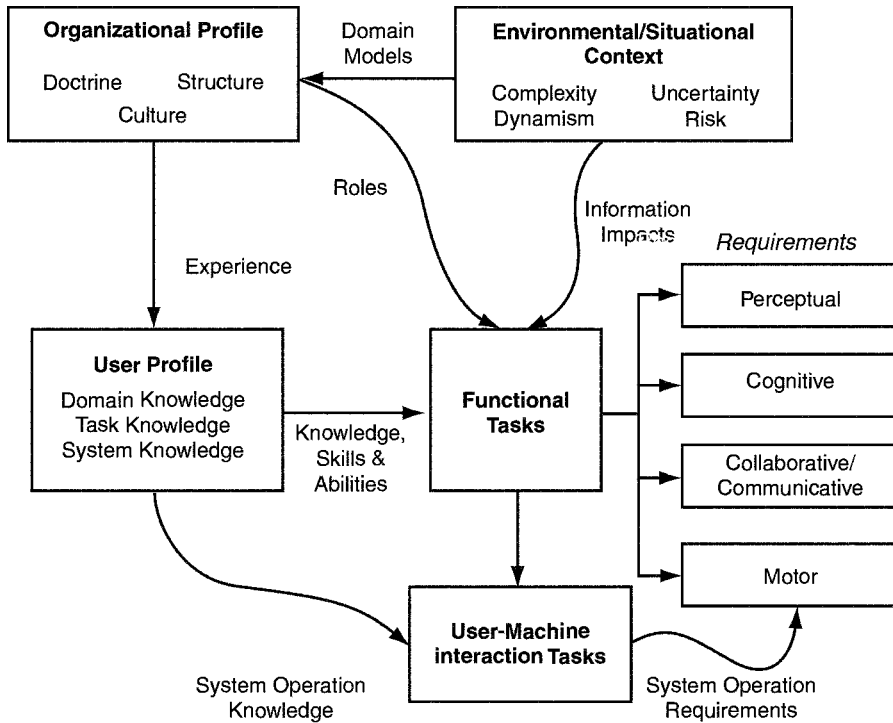 Organizational Profile
Doctrine Structure
Culture
Domain
Models
Environmental/Situational
Context
Complexity Uncertainty
Dynamism Risk
Roles
Information
Impacts
Experience
Requirements
Perceptual
User Profile
Domain Knowledge
Task Knowledge
System Knowledge
Knowledge,
Skills &
Abilities
Functional
Tasks
Cognitive
Collaborative/
Communicative
Motor
User-Machine
interaction Tasks
System Operation
Knowledge
System Operation
Requirements